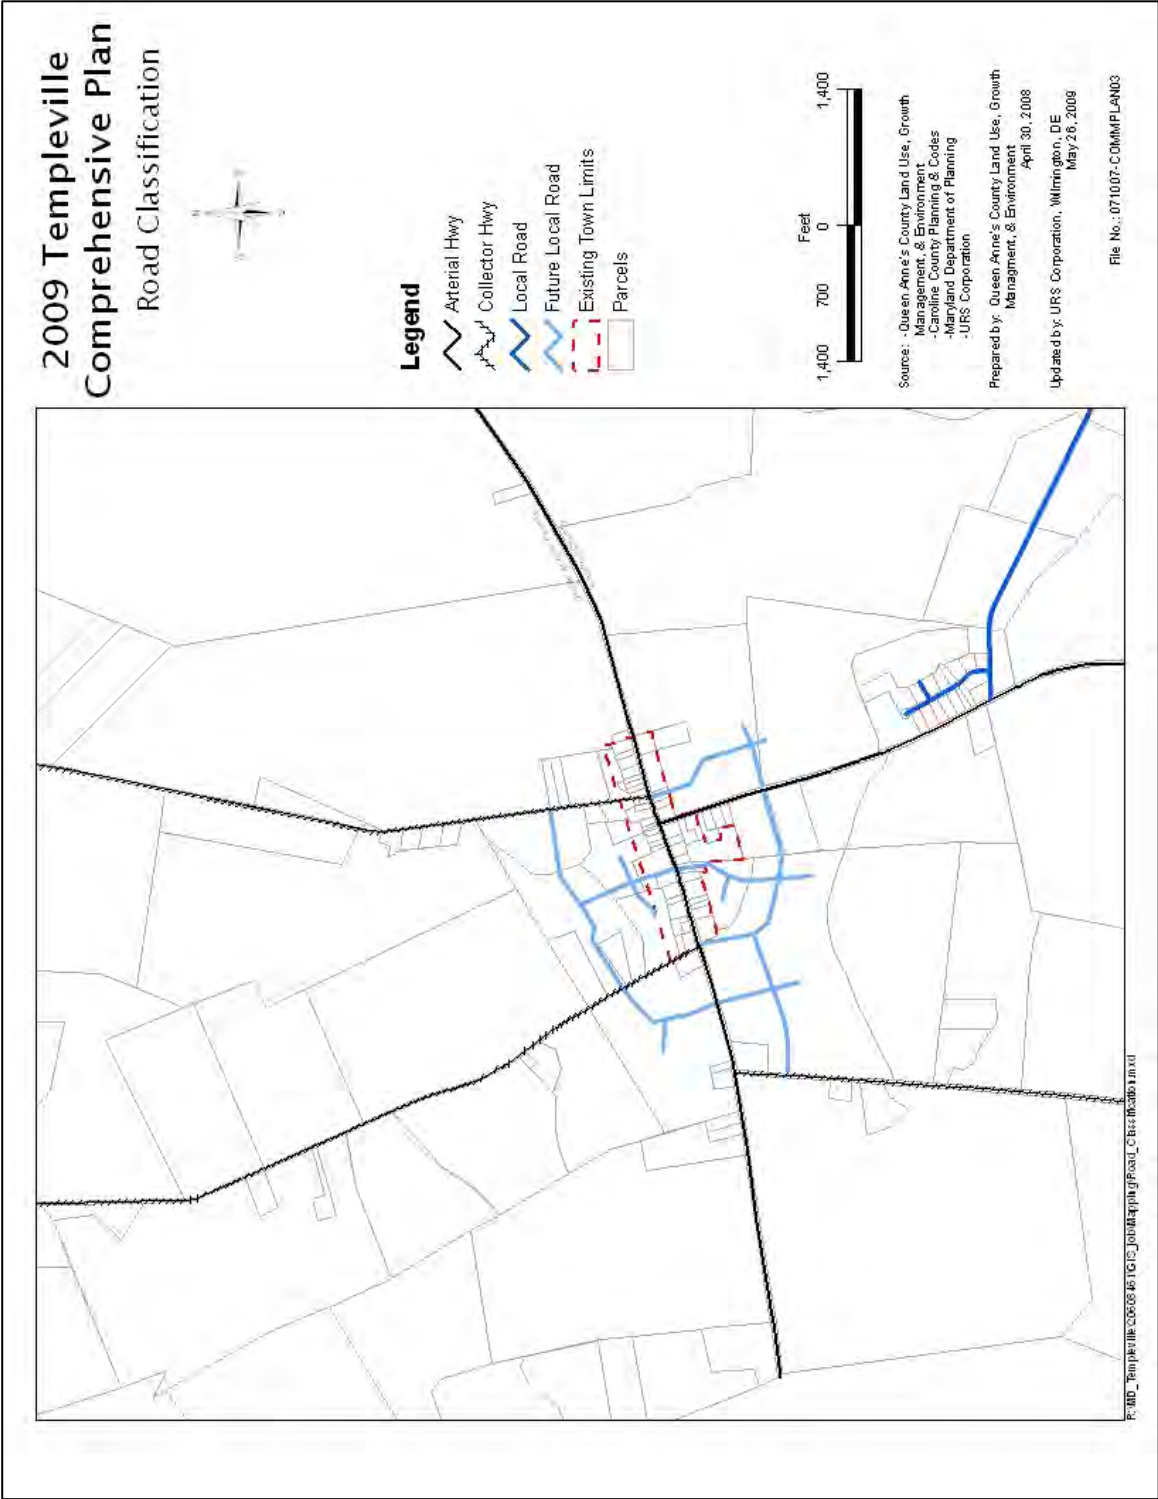 2009 Templeville
Comprehensive Plan
Road Classification
N
Legend
Arterial Hwy
Collector Hwy
Local Road
Future Local Road
Existing Town Limits
Parcels
Feet
1,400 700 0 1,400
Source: -Queen Anne's County Land Use, Growth
Management, & Environment
-Caroline County Planning & Codes
-Maryland Department of Planning
-URS Corporation
Prepared by: Queen Anne's County Land Use, Growth
Managment, & Environment
April 30, 2008
Updated by: URS Corporation, Wilmington, DE
May 26, 2009
File No.: 071007-COMMPLAN03